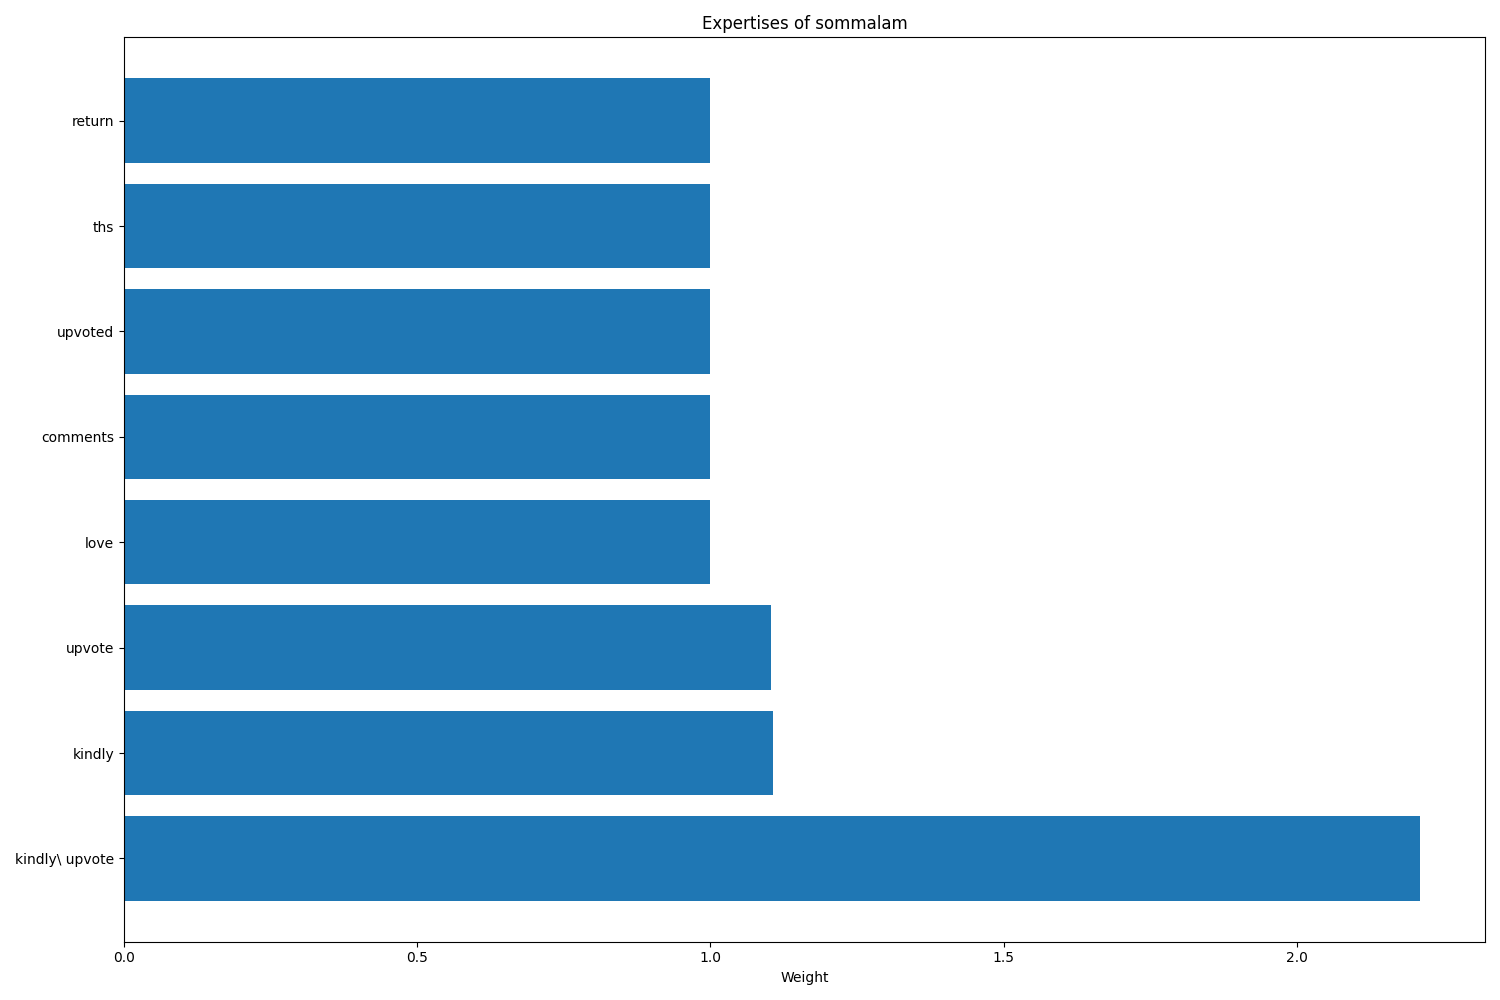 Expertises of sommalam
return
ths
upvoted
comments
love
upvote
kindly
kindly\ upvote
0.0 0.5 1.0 1.5 2.0
Weight